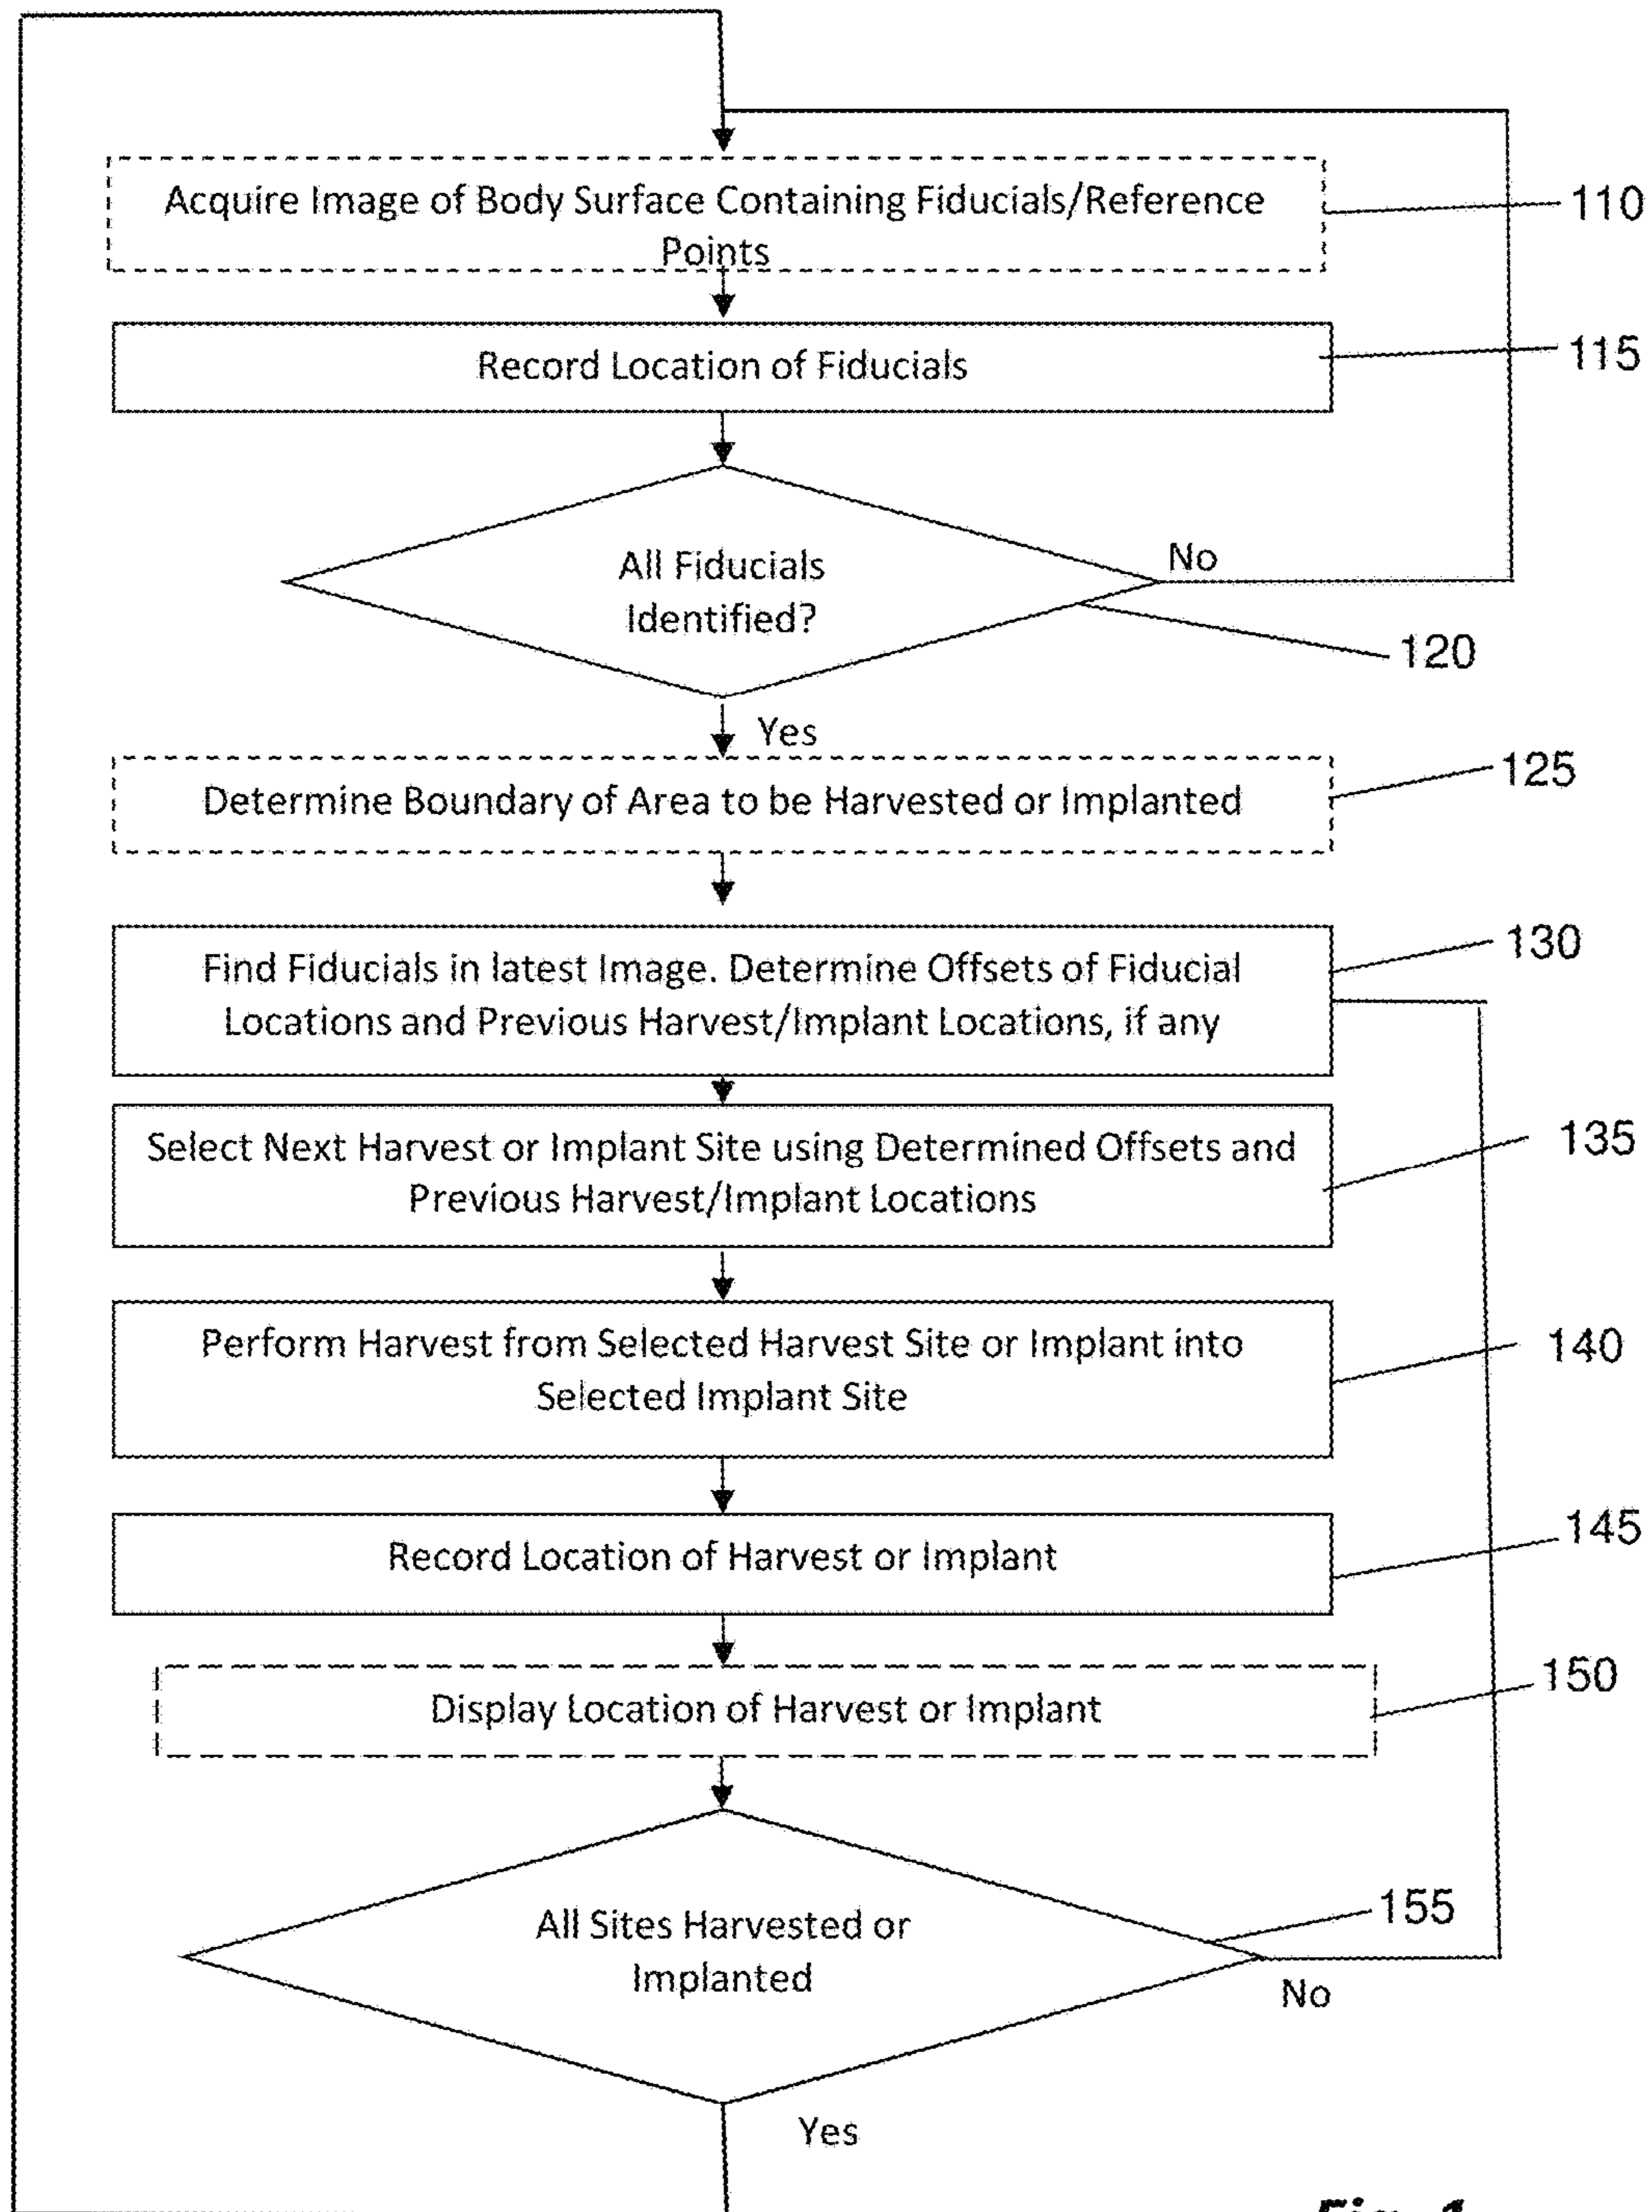 Acquire Image of Body Surface Containing Fiducials/Reference
Points
110
Record Location of Fiducials
115
All Fiducials
Identified?
No
120
Yes
Determine Boundary of Area to be Harvested or Implanted
125
Find Fiducials in latest Image. Determine Offsets of Fiducial
Locations and Previous Harvest/Implant Locations, if any
130
Select Next Harvest or Implant Site using Determined Offsets and
Previous Harvest/Implant Locations
135
Perform Harvest from Selected Harvest Site or Implant into
Selected Implant Site
140
Record Location of Harvest or Implant
145
Display Location of Harvest or Implant
150
All Sites Harvested or
Implanted
155
No
Yes